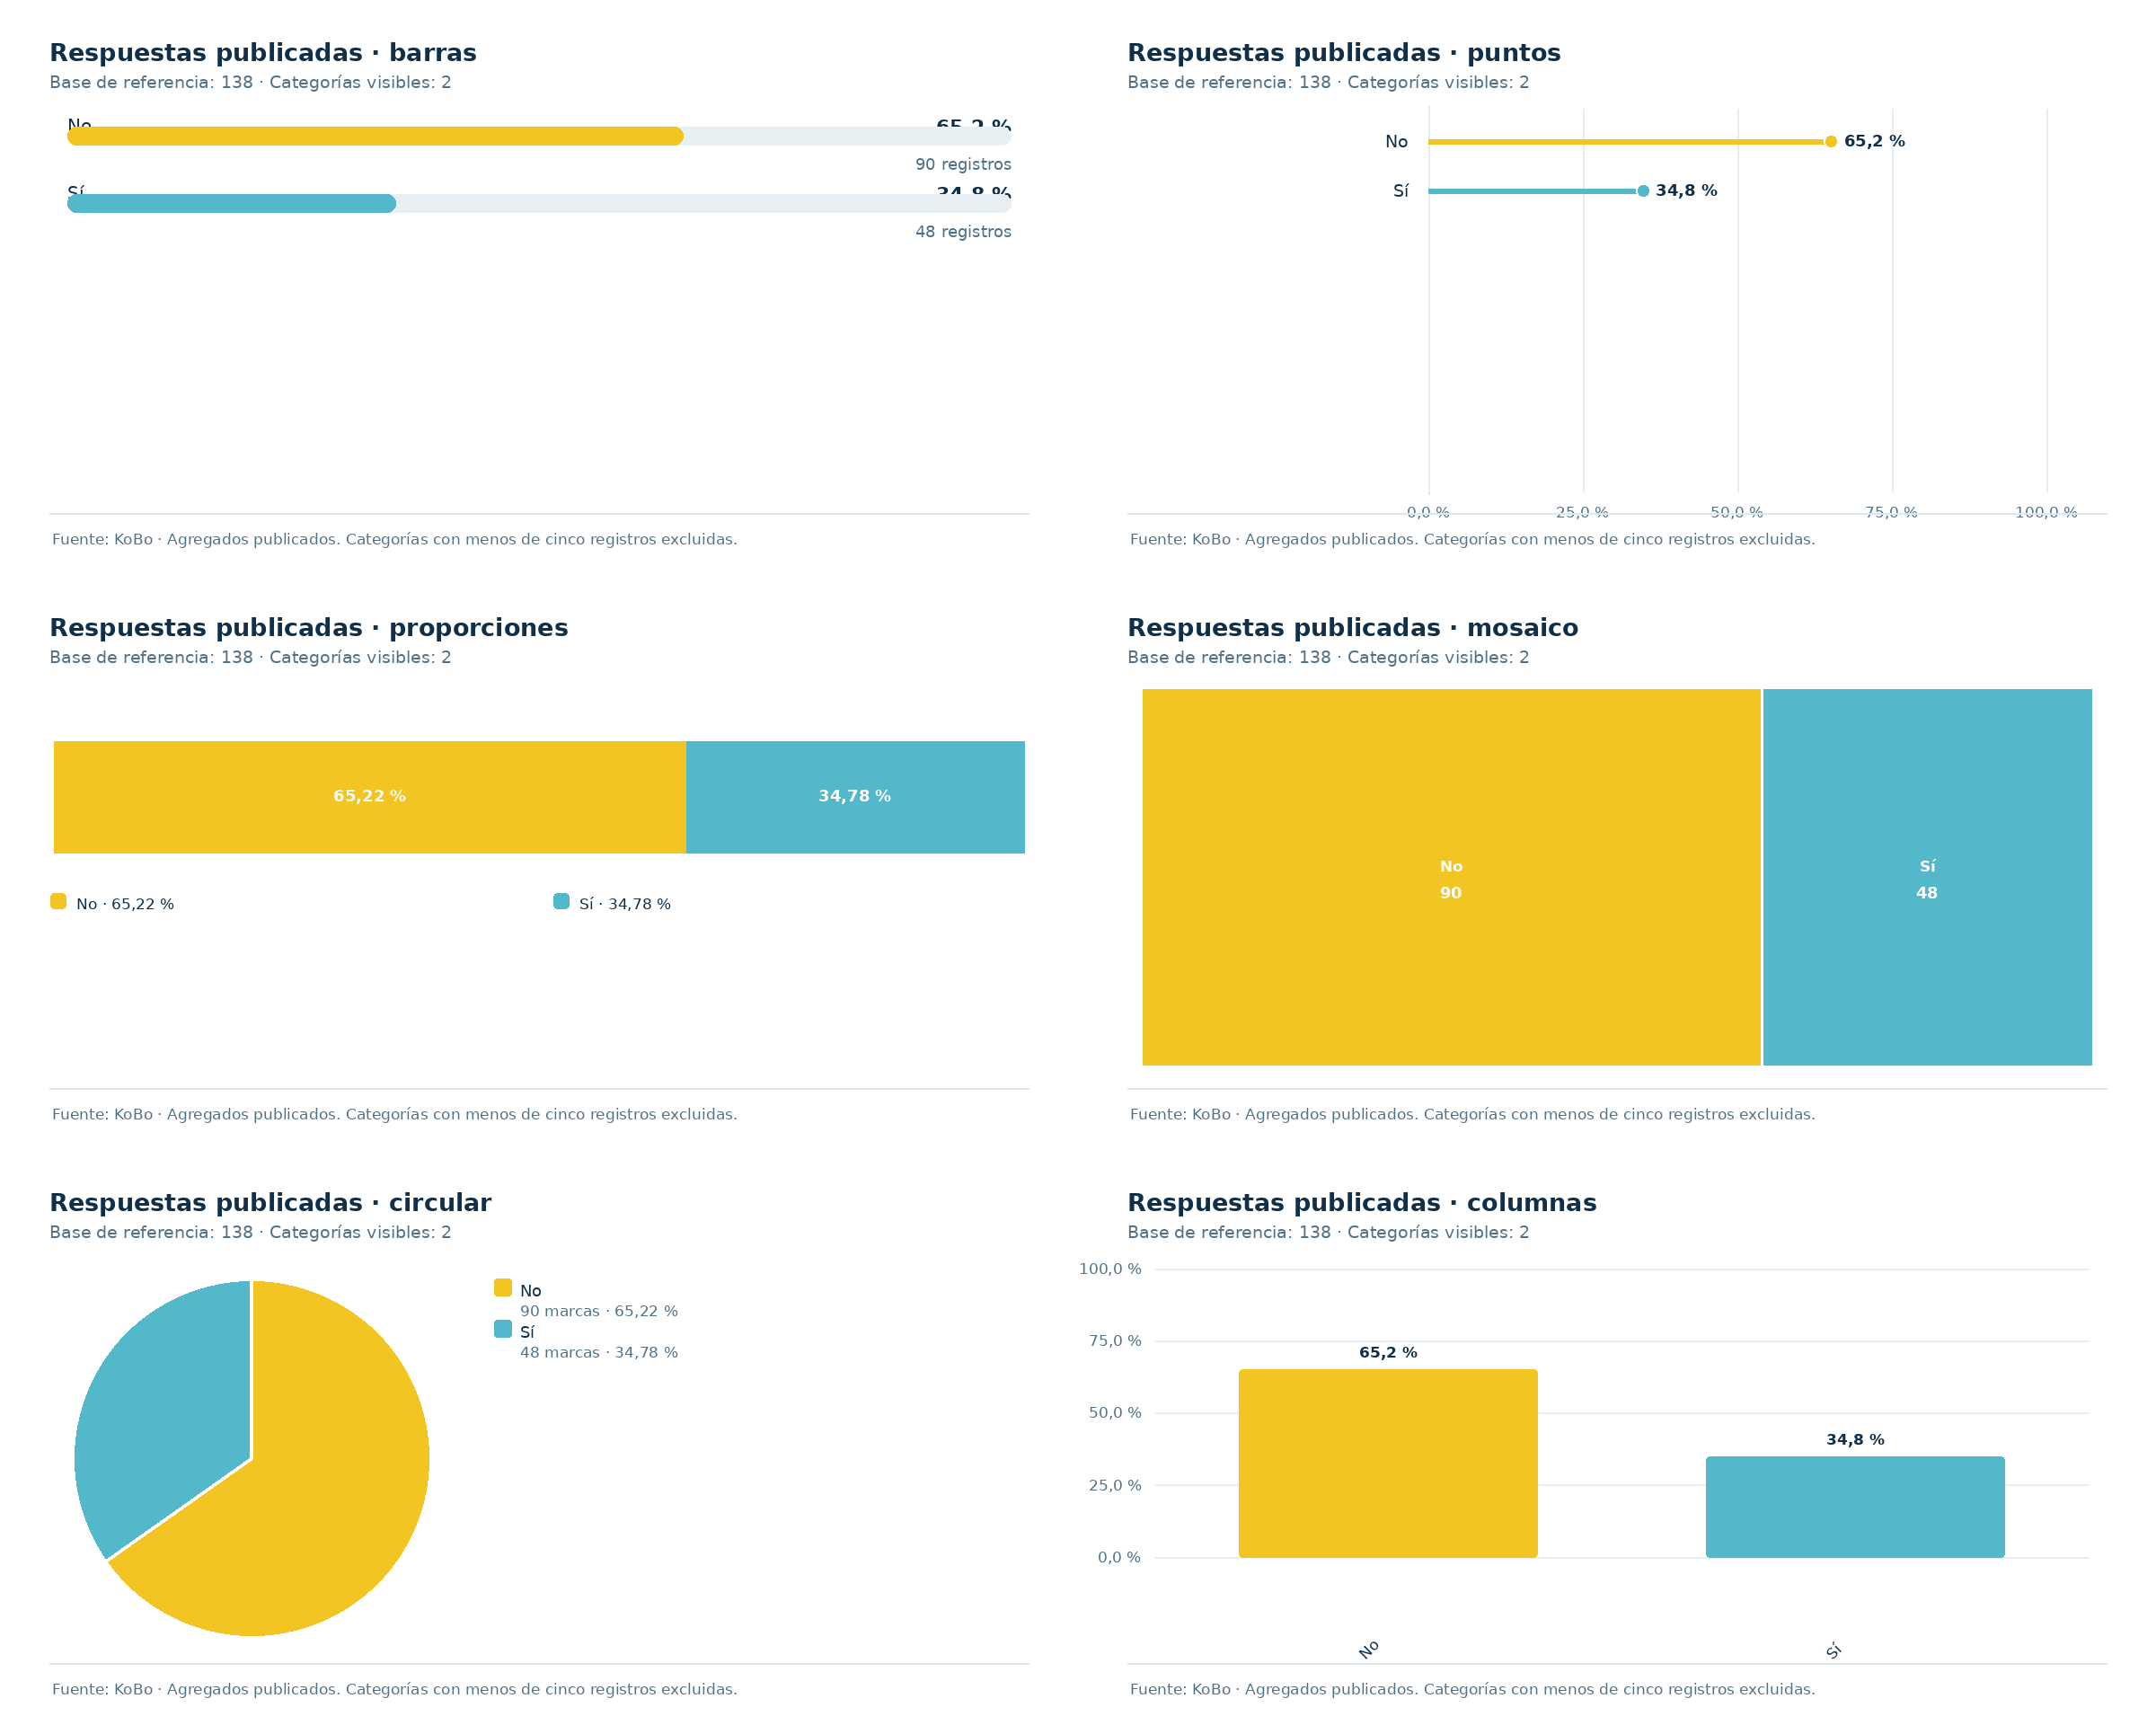 Respuestas publicadas · barras
Base de referencia: 138 · Categorías visibles: 2
No
65,2 %
90 registros
Sí
34,8 %
48 registros
Fuente: KoBo · Agregados publicados. Categorías con menos de cinco registros excluidas.
Respuestas publicadas · puntos
Base de referencia: 138 · Categorías visibles: 2
No
65,2 %
Sí
34,8 %
0,0 %
25,0 %
50,0 %
75,0 %
100,0 %
Fuente: KoBo · Agregados publicados. Categorías con menos de cinco registros excluidas.
Respuestas publicadas · proporciones
Base de referencia: 138 · Categorías visibles: 2
65,22 %
34,78 %
No · 65,22 %
Sí · 34,78 %
Fuente: KoBo · Agregados publicados. Categorías con menos de cinco registros excluidas.
Respuestas publicadas · mosaico
Base de referencia: 138 · Categorías visibles: 2
No
90
Sí
48
Fuente: KoBo · Agregados publicados. Categorías con menos de cinco registros excluidas.
Respuestas publicadas · circular
Base de referencia: 138 · Categorías visibles: 2
No
90 marcas · 65,22 %
Sí
48 marcas · 34,78 %
Fuente: KoBo · Agregados publicados. Categorías con menos de cinco registros excluidas.
Respuestas publicadas · columnas
Base de referencia: 138 · Categorías visibles: 2
100,0 %
75,0 %
50,0 %
25,0 %
0,0 %
65,2 %
34,8 %
No
Sí
Fuente: KoBo · Agregados publicados. Categorías con menos de cinco registros excluidas.